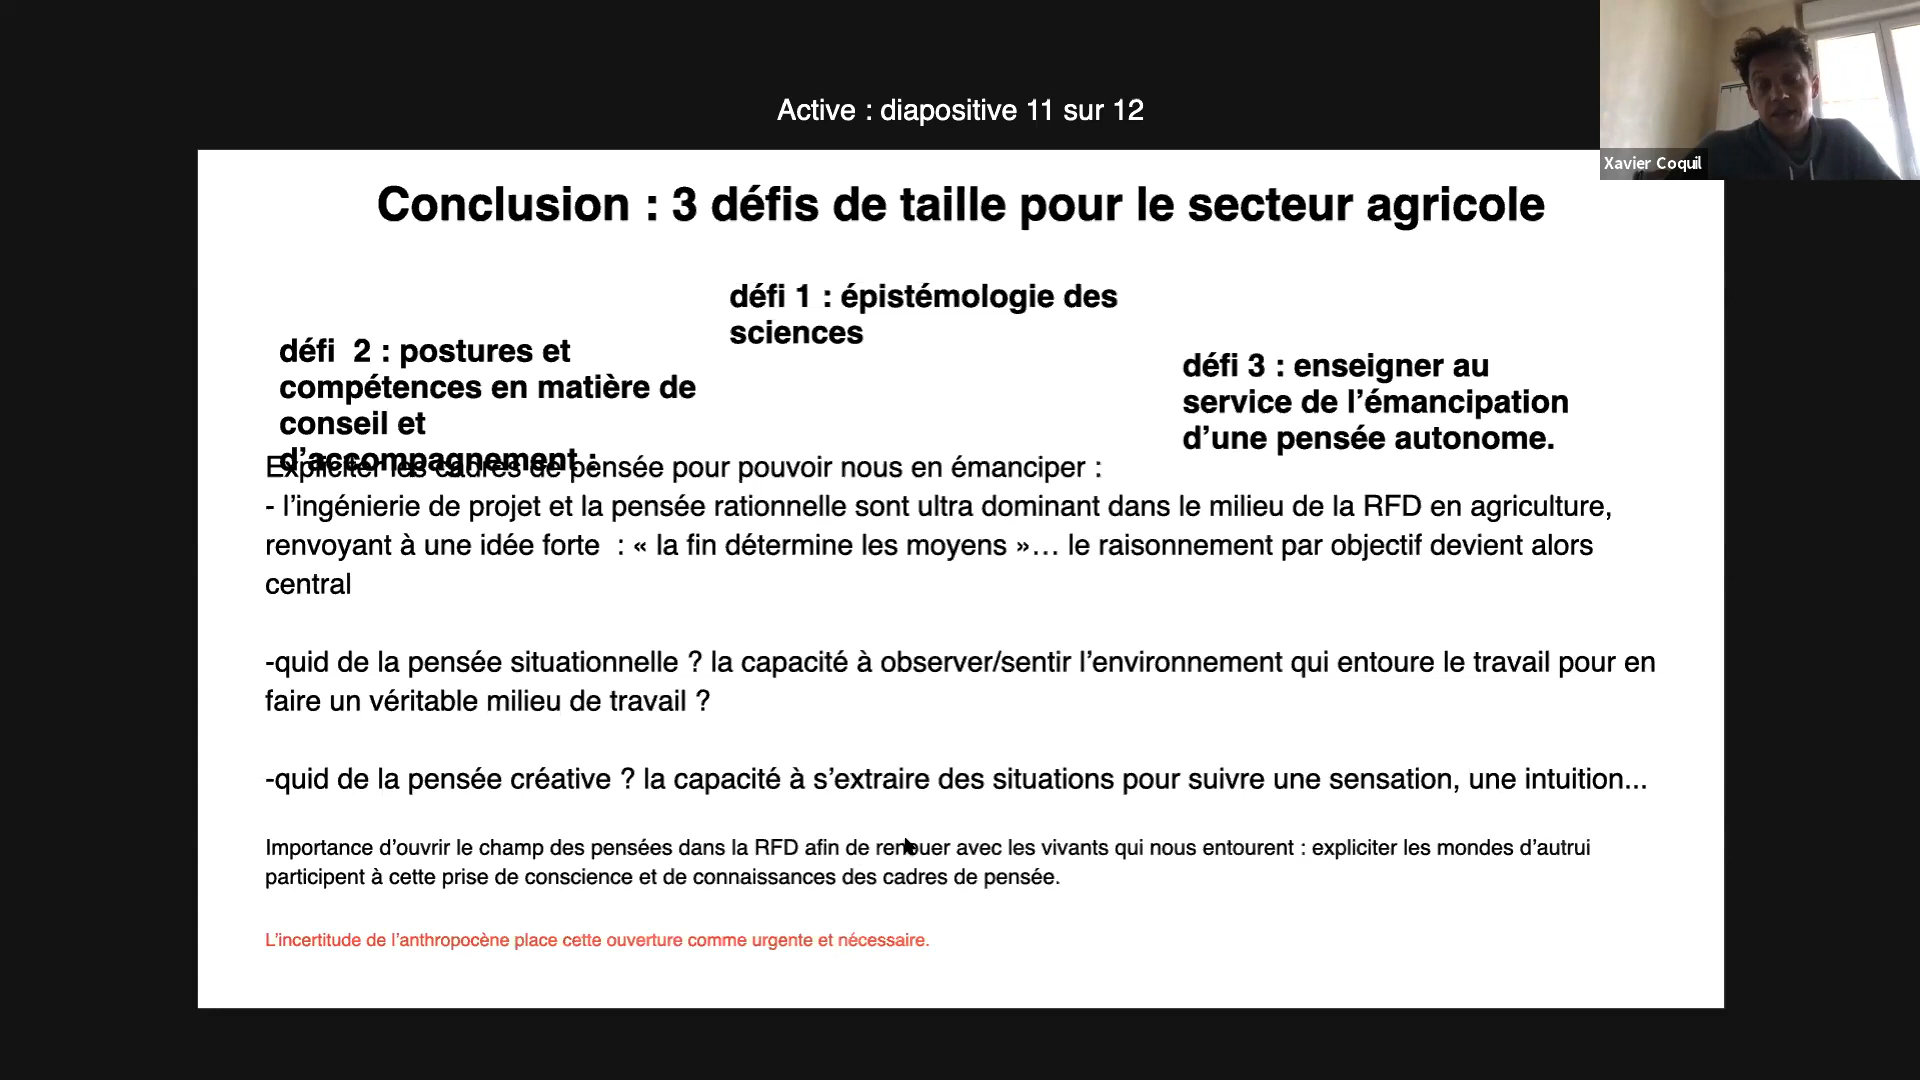 Active : diapositive 11 sur 12
Xavier Coquil
Conclusion : 3 défis de taille pour le secteur agricole
défi 1 : épistémologie des
sciences
défi  2 : postures et
compétences en matière de
conseil et
d’accompagnement :
défi 3 : enseigner au
service de l’émancipation
d’une pensée autonome.
Expliciter les cadres de pensée pour pouvoir nous en émanciper :
- l’ingénierie de projet et la pensée rationnelle sont ultra dominant dans le milieu de la RFD en agriculture,
renvoyant à une idée forte  : « la fin détermine les moyens »… le raisonnement par objectif devient alors
central
-quid de la pensée situationnelle ? la capacité à observer/sentir l’environnement qui entoure le travail pour en
faire un véritable milieu de travail ?
-quid de la pensée créative ? la capacité à s’extraire des situations pour suivre une sensation, une intuition...
Importance d’ouvrir le champ des pensées dans la RFD afin de renouer avec les vivants qui nous entourent : expliciter les mondes d’autrui
participent à cette prise de conscience et de connaissances des cadres de pensée.
L’incertitude de l’anthropocène place cette ouverture comme urgente et nécessaire.